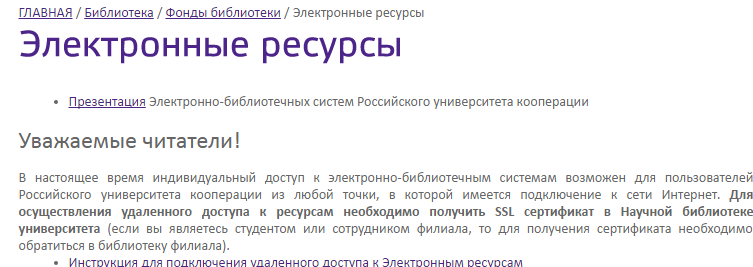 ГЛАВНАЯ / Библиотека / Фонды библиотеки / Электронные ресурсы
Электронные ресурсы
• Презентация Электронно-библиотечных систем Российского университета кооперации
Уважаемые читатели!
В настоящее время индивидуальный доступ к электронно-библиотечным системам возможен для пользователей
Российского университета кооперации из любой точки, в которой имеется подключение к сети Интернет. Для
осуществления удаленного доступа к ресурсам необходимо получить SSL сертификат в Научной библиотеке
университета (если вы являетесь студентом или сотрудником филиала, то для получения сертификата необходимо
обратиться в библиотеку филиала).
• Инструкция для подключения удаленного доступа к Электронным ресурсам